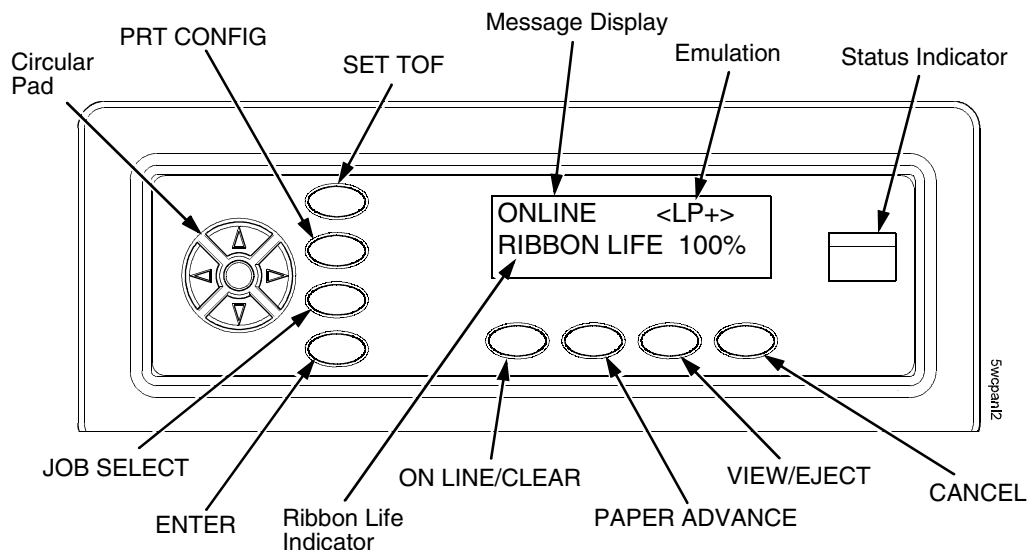 Message Display
PRT CONFIG
Emulation
Circular
Pad
SET TOF
Status Indicator
ONLINE <LP+>
RIBBON LIFE 100%
5wcpanl2
JOB SELECT
ON LINE/CLEAR
VIEW/EJECT
CANCEL
ENTER
Ribbon Life
Indicator
PAPER ADVANCE